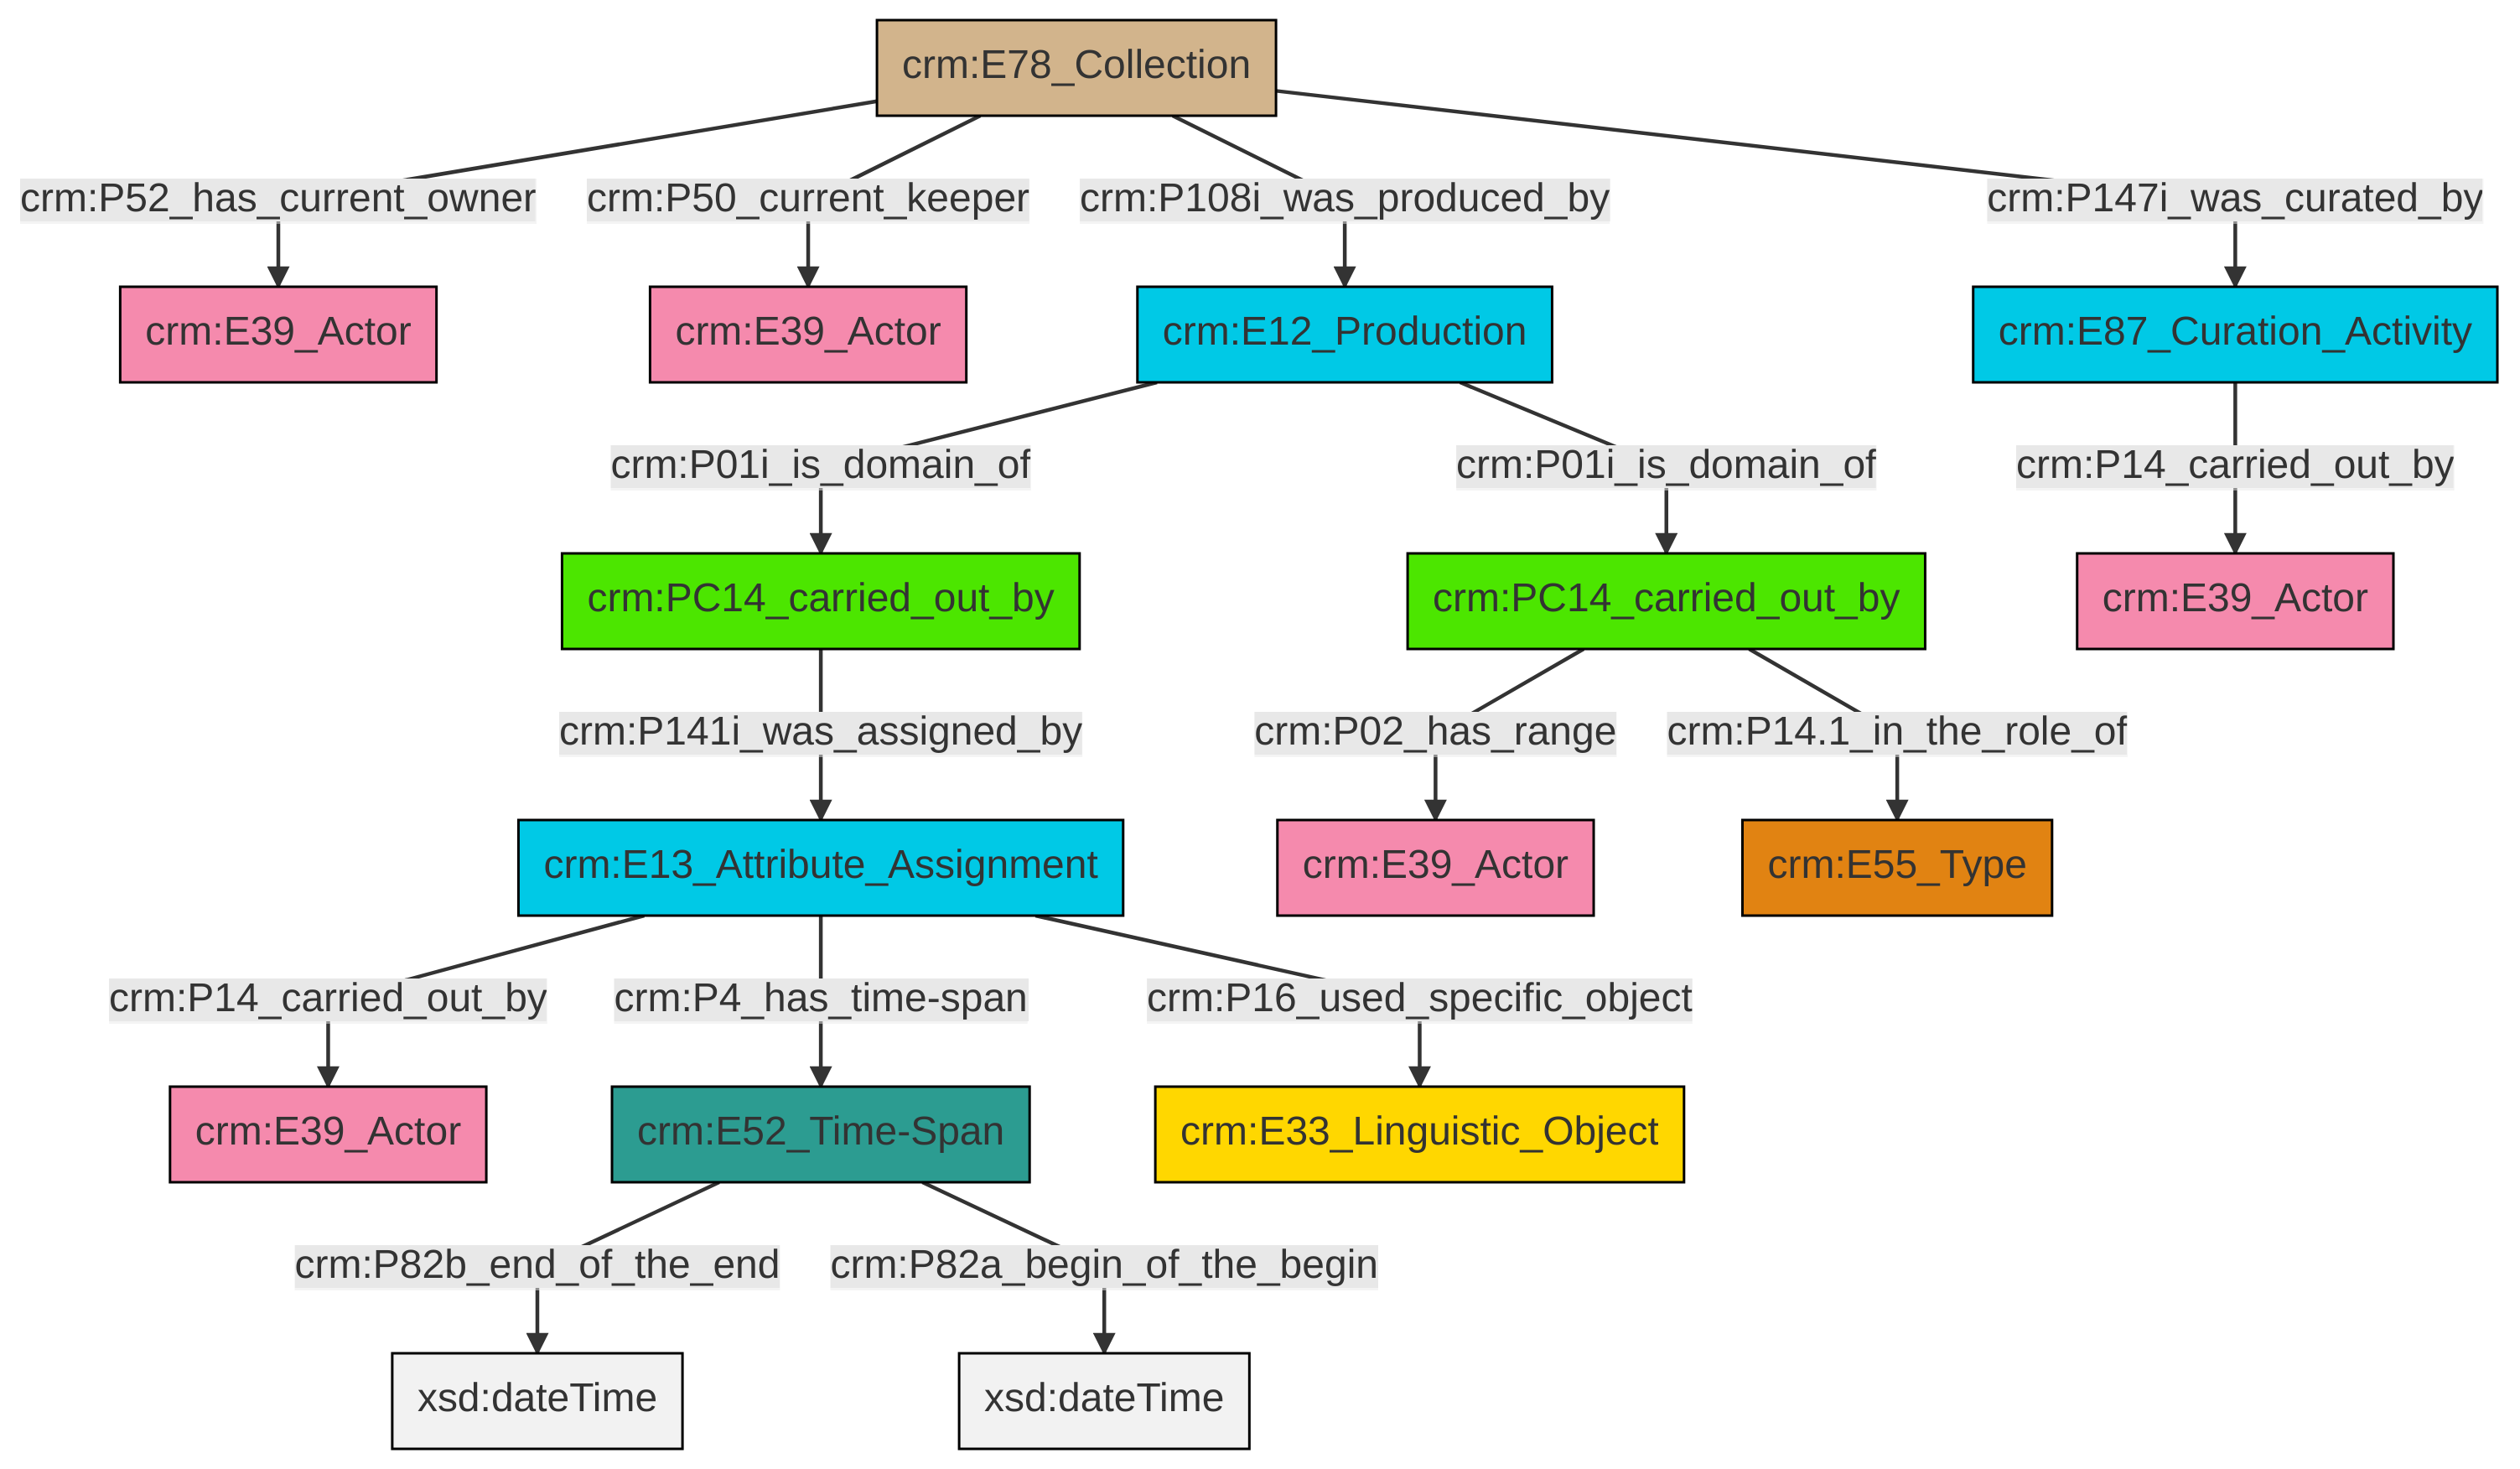 crm:E78_Collection
crm:P52_has_current_owner
crm:P50_current_keeper
crm:P108i_was_produced_by
crm:P147i_was_curated_by
crm:E39_Actor
crm:E39_Actor
crm:E12_Production
crm:E87_Curation_Activity
crm:P01i_is_domain_of
crm:P01i_is_domain_of
crm:P14_carried_out_by
crm:PC14_carried_out_by
crm:PC14_carried_out_by
crm:E39_Actor
crm:P141i_was_assigned_by
crm:P02_has_range
crm:P14.1_in_the_role_of
crm:E13_Attribute_Assignment
crm:E39_Actor
crm:E55_Type
crm:P14_carried_out_by
crm:P4_has_time-span
crm:P16_used_specific_object
crm:E39_Actor
crm:E52_Time-Span
crm:E33_Linguistic_Object
crm:P82b_end_of_the_end
crm:P82a_begin_of_the_begin
xsd:dateTime
xsd:dateTime